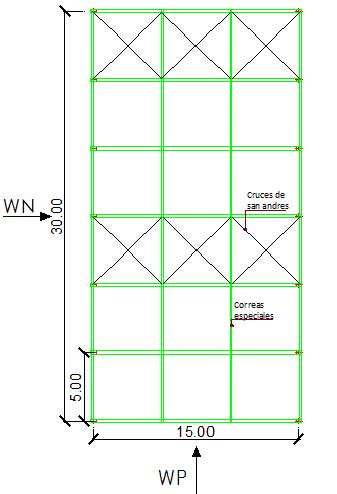 Cruces de
san andres
WN
30.00
Correas
especiales
5.00
15.00
WP